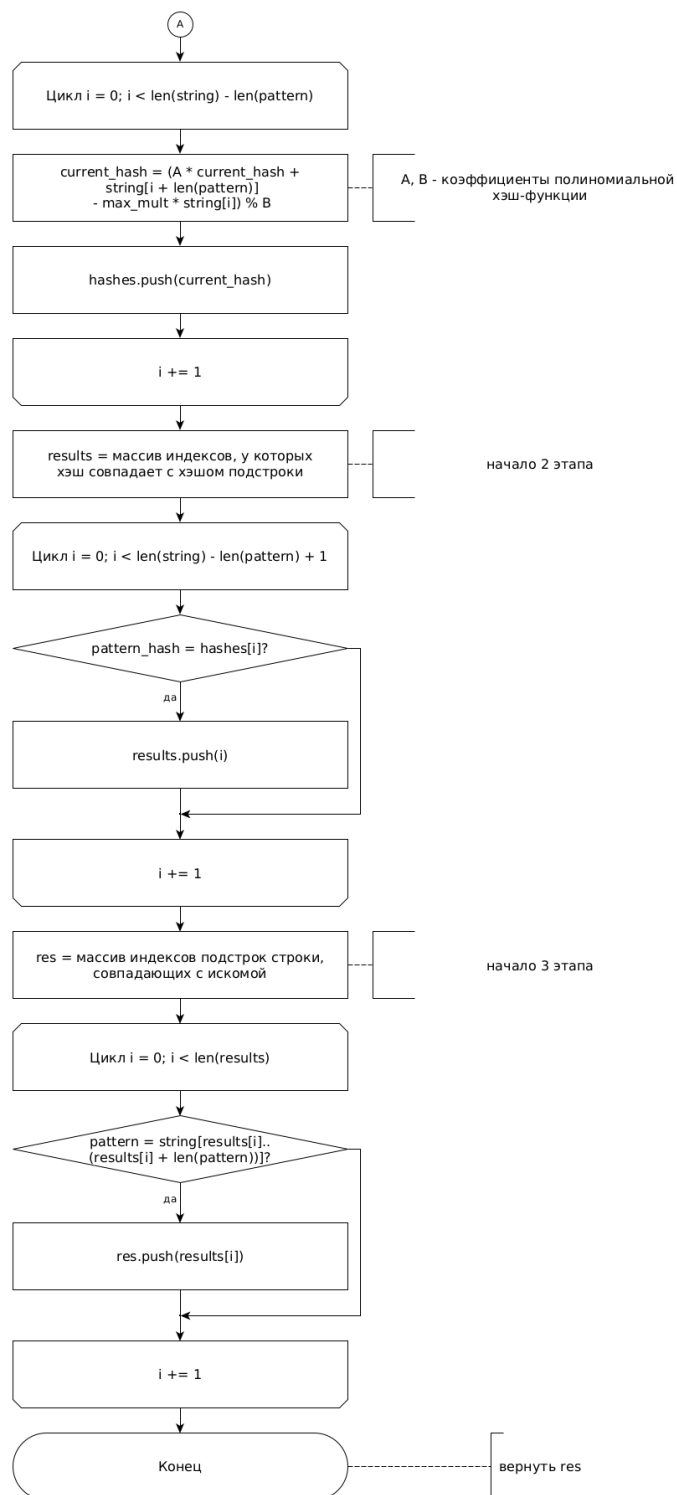 A
Цикл i = 0; i < len(string) - len(pattern)
current_hash = (A * current_hash +
string[i + len(pattern)]
- max_mult * string[i]) % B
A, B - коэффициенты полиномиальной
хэш-функции
hashes.push(current_hash)
i += 1
results = массив индексов, у которых
хэш совпадает с хэшом подстроки
начало 2 этапа
Цикл i = 0; i < len(string) - len(pattern) + 1
pattern_hash = hashes[i]?
да
results.push(i)
i += 1
res = массив индексов подстрок строки,
совпадающих с искомой
начало 3 этапа
Цикл i = 0; i < len(results)
pattern = string[results[i]..
(results[i] + len(pattern))]?
да
res.push(results[i])
i += 1
Конец
вернуть res